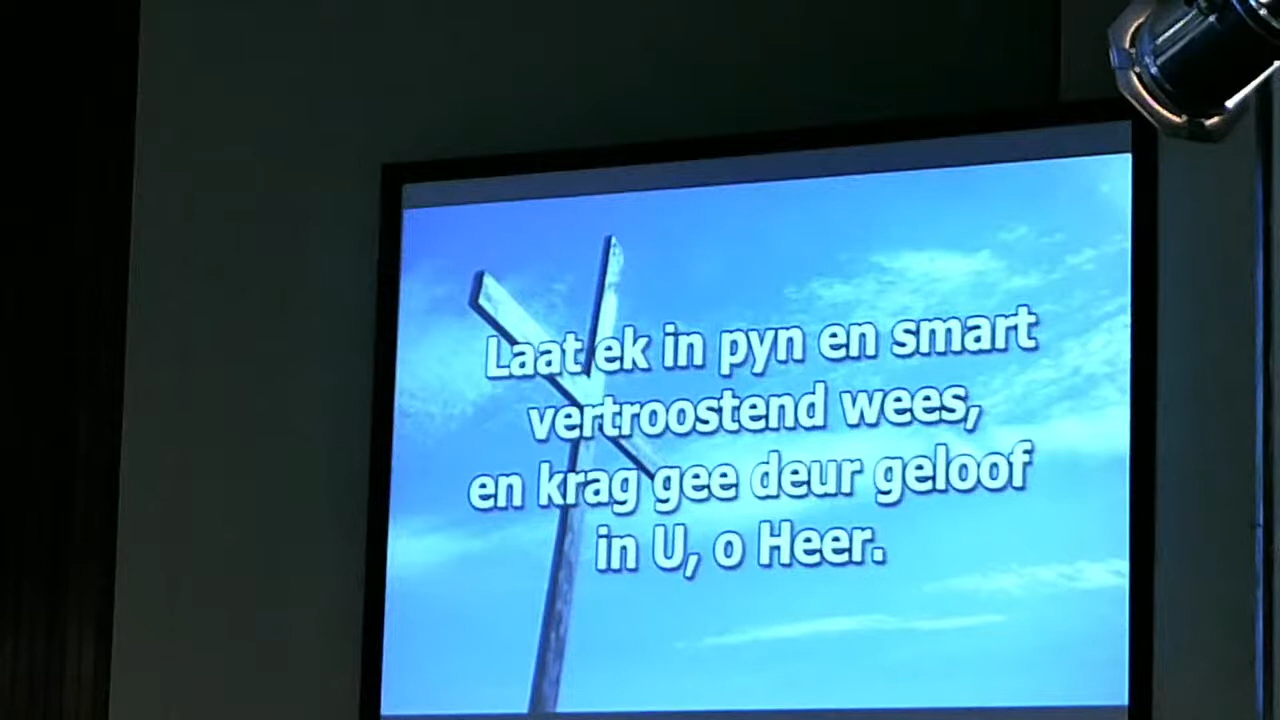 Laat ek in pyn en smart
vertroostend wees,
en krag gee deur geloof
in U, o Heer.